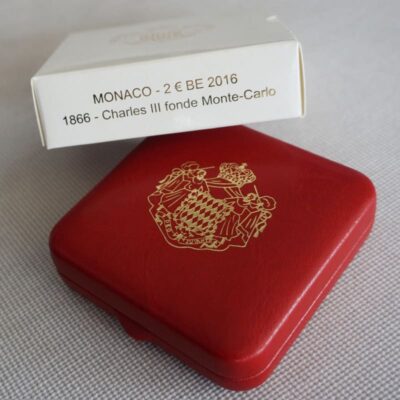 MONACO - 2 € BE 2016
1866 - Charles III fonde Monte-Carlo